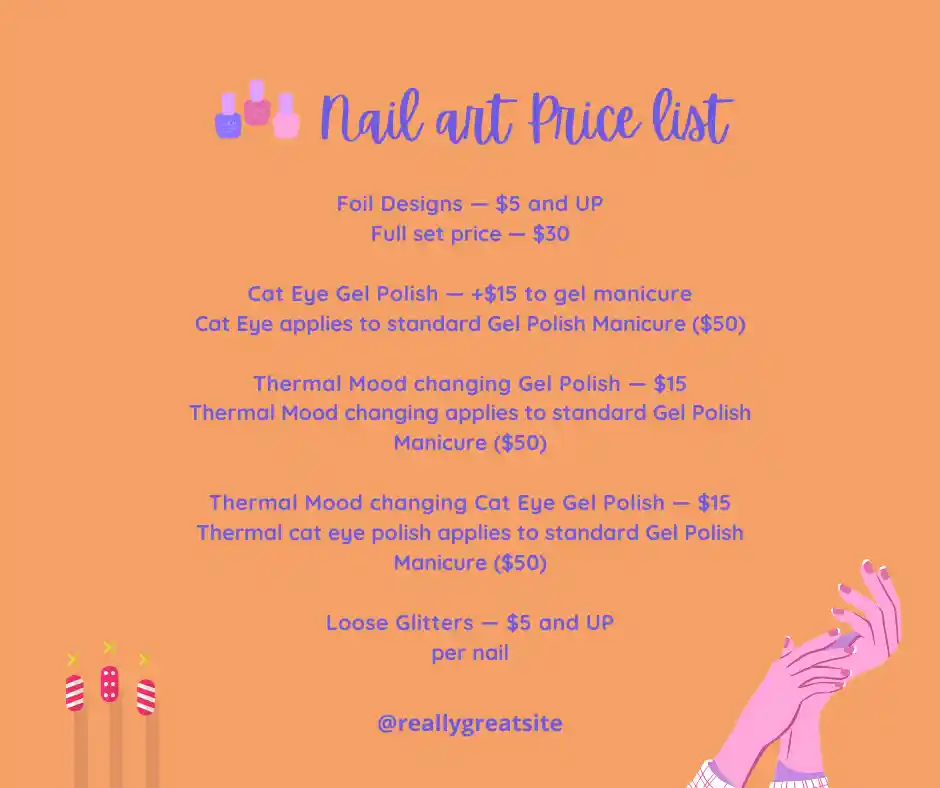 Nail art Price list
Foil Designs — $5 and UP
Full set price — $30
Cat Eye Gel Polish — +$15 to gel manicure
Cat Eye applies to standard Gel Polish Manicure ($50)
Thermal Mood changing Gel Polish — $15
Thermal Mood changing applies to standard Gel Polish
Manicure ($50)
Thermal Mood changing Cat Eye Gel Polish — $15
Thermal cat eye polish applies to standard Gel Polish
Manicure ($50)
Loose Glitters — $5 and UP
per nail
@reallygreatsite